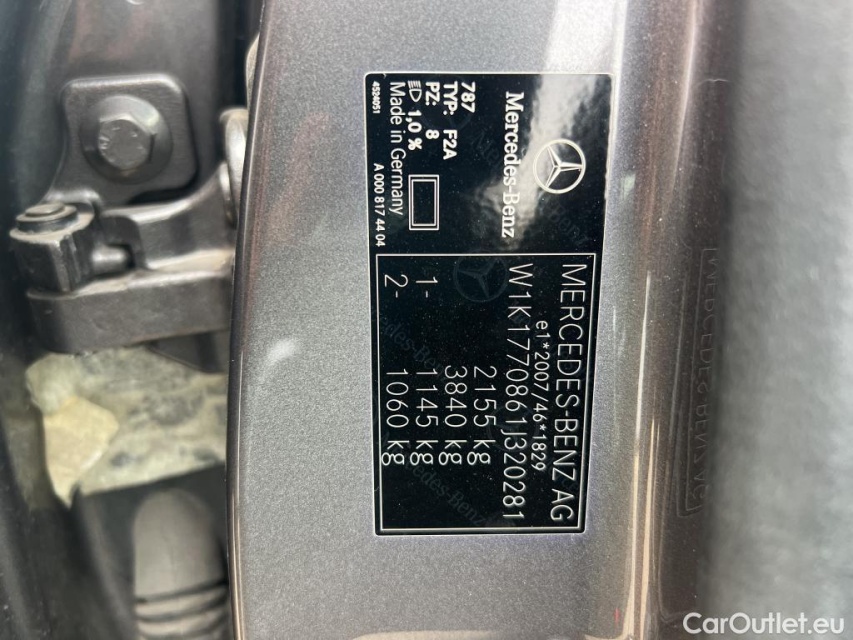 Mercedes-Benz
787
TYP: F2A
PZ: 8
1,0 %
Made in Germany
4524051 A 000 817 44 04
MERCEDES-BENZ AG
e1*2007/46*1829
W1K1770861J320281
2155 kg
3840 kg
1- 1145 kg
2- 1060 kg
CarOutlet.eu